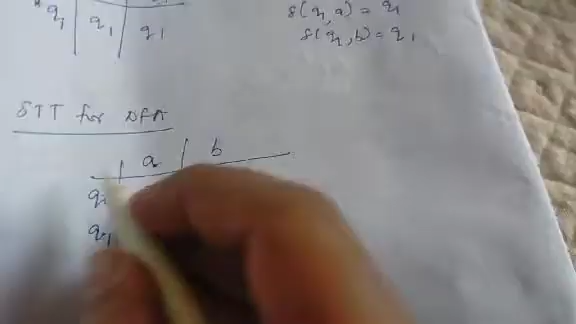 *q1 q1 q1
δ(q1, a) = q1
δ(q1, b) = q1
STT for DFA
a b
q1